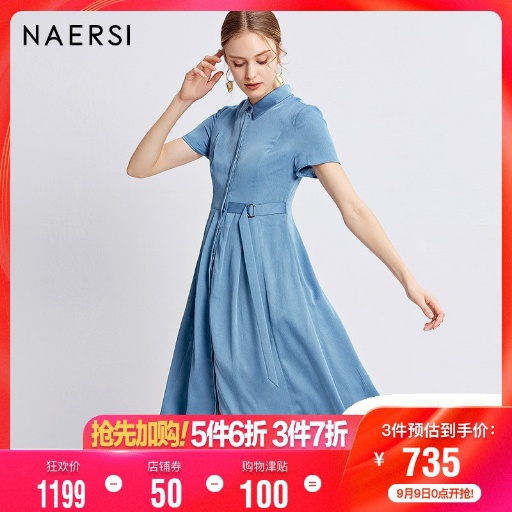 NAERSI
抢先加购! 5件6折 3件7折
3件预估到手价:
¥ 735
9月9日0点开抢!
狂欢价
1199
-
店铺券
50
-
购物津贴
100
=